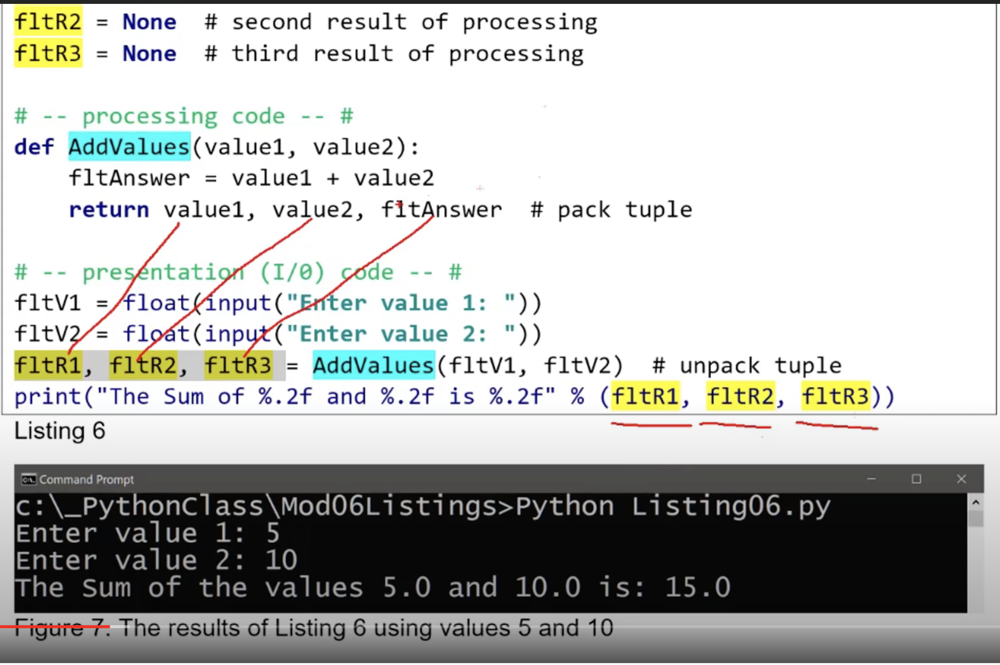 fltR2 = None  # second result of processing
fltR3 = None  # third result of processing
# -- processing code -- #
def AddValues(value1, value2):
    fltAnswer = value1 + value2
    return value1, value2, fltAnswer  # pack tuple
# -- presentation (I/0) code -- #
fltV1 = float(input("Enter value 1: "))
fltV2 = float(input("Enter value 2: "))
fltR1, fltR2, fltR3 = AddValues(fltV1, fltV2)  # unpack tuple
print("The Sum of %.2f and %.2f is %.2f" % (fltR1, fltR2, fltR3))
Listing 6
Command Prompt
c:\_PythonClass\Mod06Listings>Python Listing06.py
Enter value 1: 5
Enter value 2: 10
The Sum of the values 5.0 and 10.0 is: 15.0
Figure 7. The results of Listing 6 using values 5 and 10